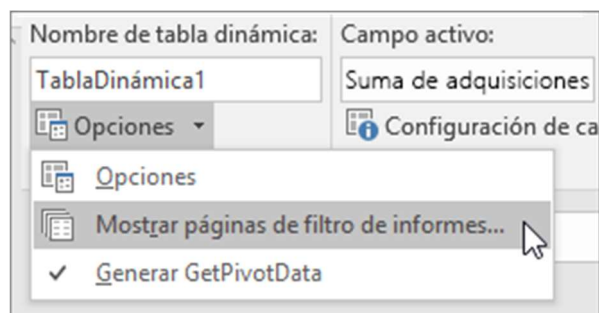 Nombre de tabla dinámica:
Campo activo:
TablaDinámica1
Suma de adquisiciones
Opciones
Configuración de ca
Opciones
Mostrar páginas de filtro de informes...
Generar GetPivotData